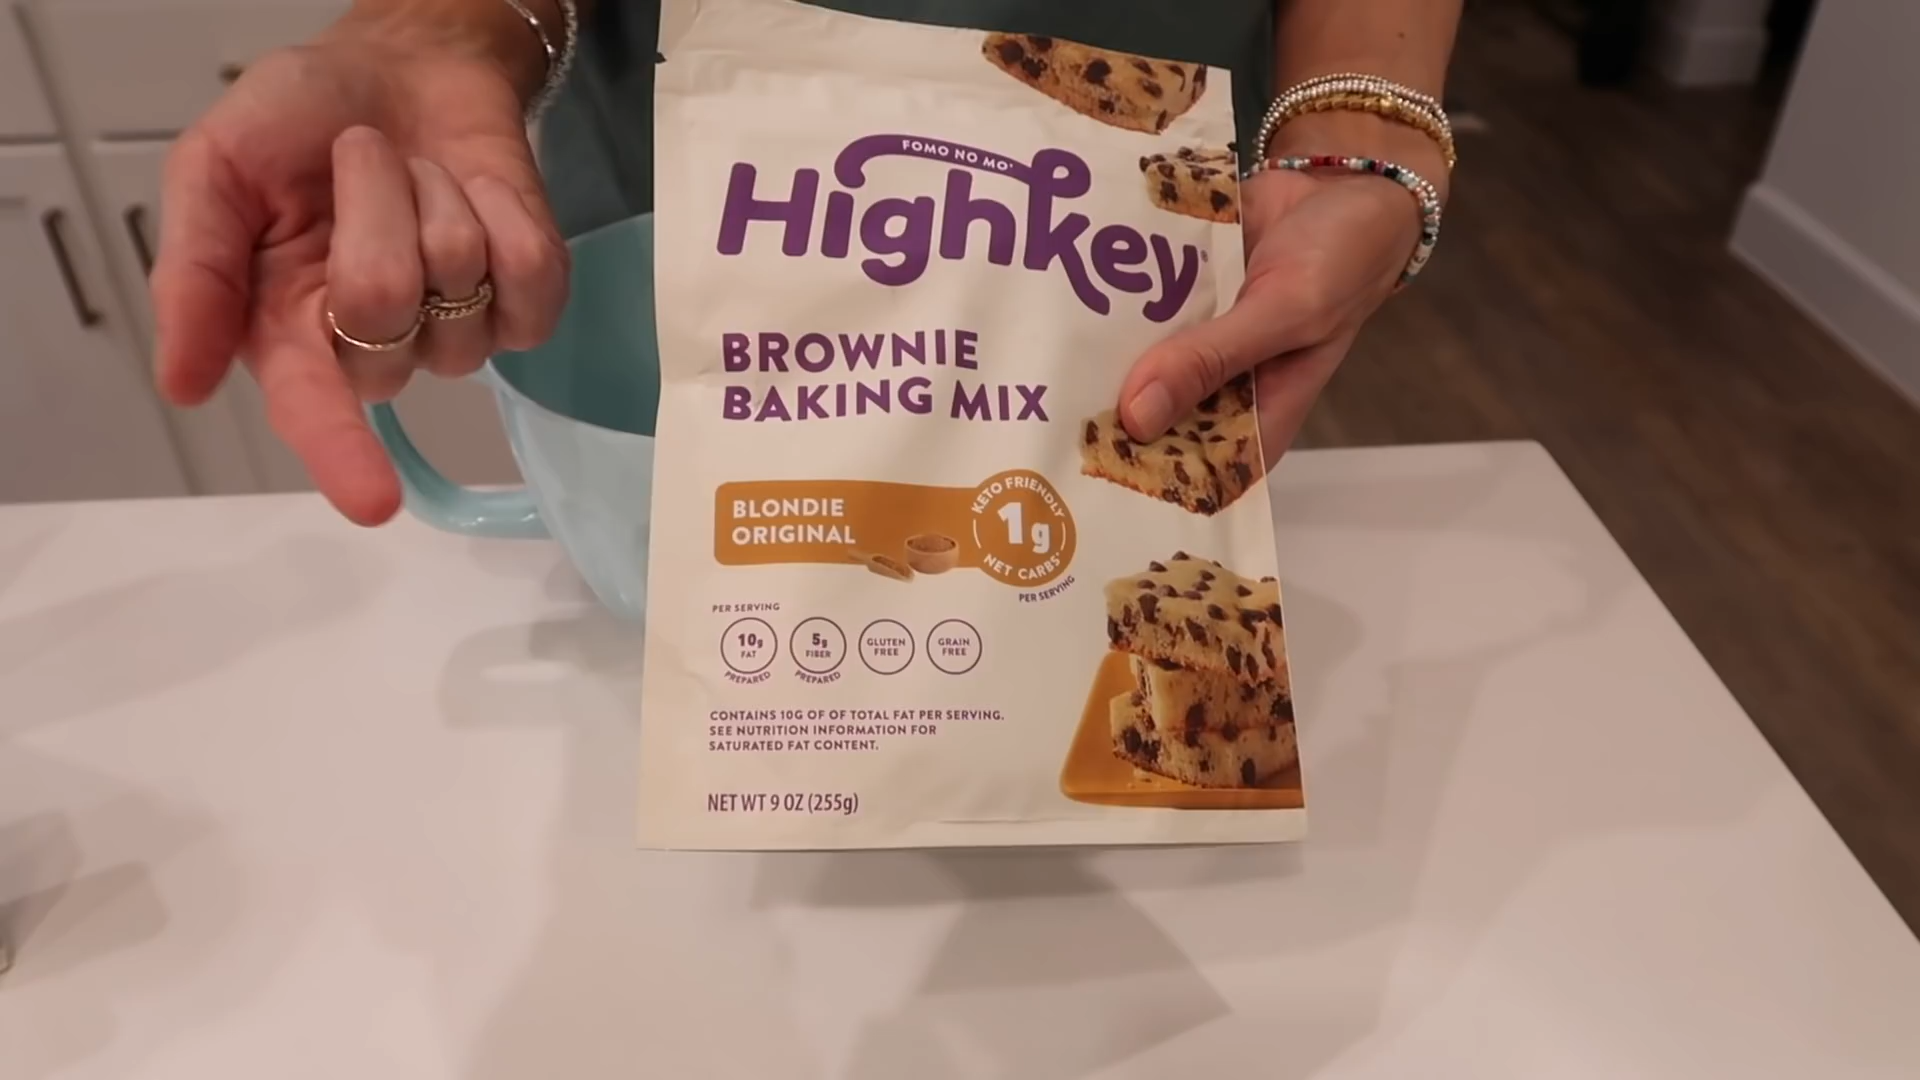 FOMO NO MO
Highkey
BROWNIE
BAKING MIX
BLONDIE
ORIGINAL
KETO FRIENDLY
1g
NET CARBS*
PER SERVING
PER SERVING
10g
FAT
PREPARED
5g
FIBER
PREPARED
GLUTEN
FREE
GRAIN
FREE
CONTAINS 10G OF OF TOTAL FAT PER SERVING.
SEE NUTRITION INFORMATION FOR
SATURATED FAT CONTENT.
NET WT 9 OZ (255g)